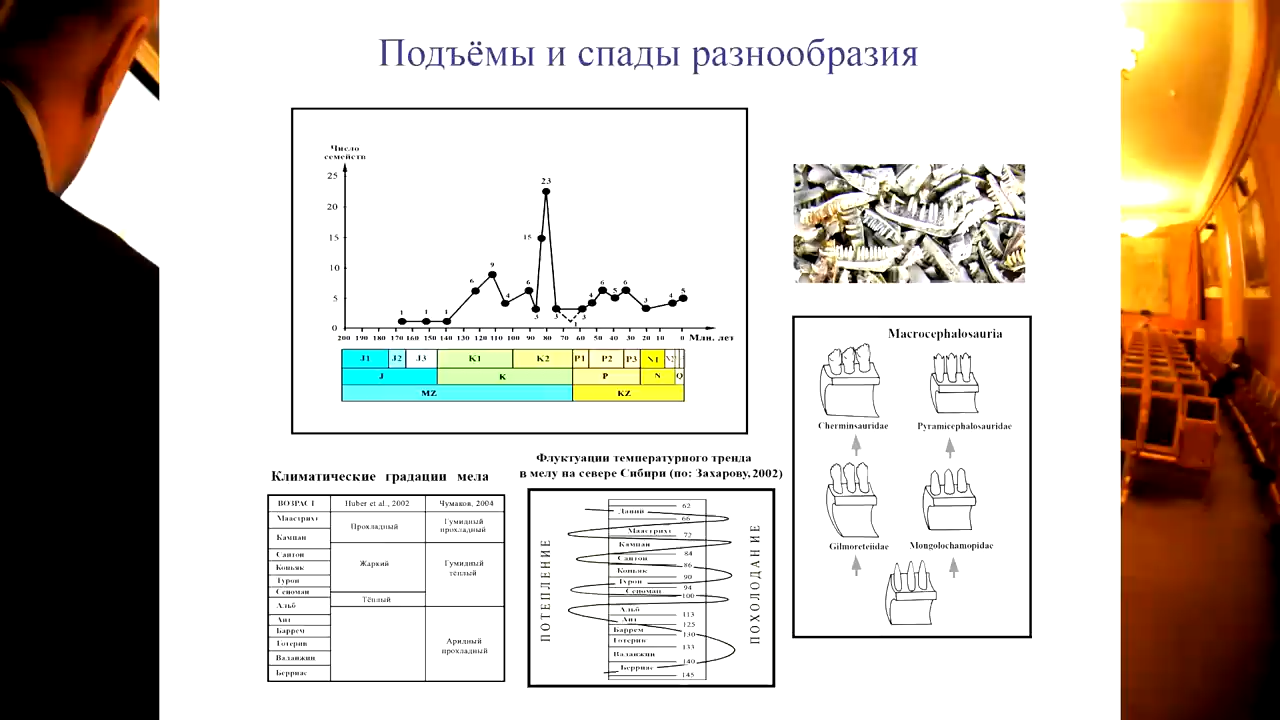 Подъёмы и спады разнообразия
Число
семейств
25
20
15
10
5
0
1
1
1
6
9
4
6
3
15
23
3
1
3
4
6
5
6
3
4
5
200 190 180 170 160 150 140 130 120 110 100 90 80 70 60 50 40 30 20 10 0 Млн. лет
J1 J2 J3 K1 K2 P1 P2 P3 N1 N2
J K P N Q
MZ KZ
Macrocephalosauria
Cherminsauridae Pyramicephalosauridae
Gilmoreteiidae Mongolochamopidae
Климатические градации мела
ВОЗРАСТ Huber et al., 2002 Чумаков, 2004
Маастрихт
Кампан
Сантон
Коньяк
Турон
Сеноман
Альб
Апт
Баррем
Готерив
Валанжин
Берриас
Прохладный
Жаркий
Тёплый
Гумидный
прохладный
Гумидный
тёплый
Аридный
прохладный
Флуктуации температурного тренда
в мелу на севере Сибири (по: Захарову, 2002)
ПОТЕПЛЕНИЕ
ПОХОЛОДАНИЕ
62
Даний
66
Маастрихт
72
Кампан
84
Сантон
86
Коньяк
90
Турон
94
Сеноман
100
Альб
113
Апт
125
Баррем
130
Готерив
133
Валанжин
140
Берриас
145